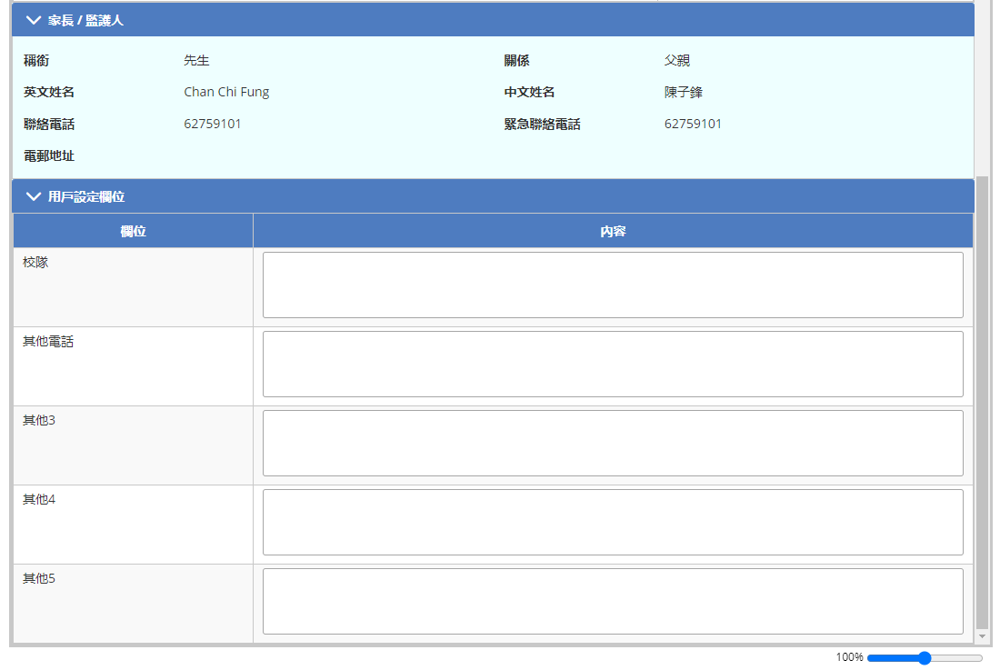 家長 / 監護人
稱銜 先生 關係 父親
英文姓名 Chan Chi Fung 中文姓名 陳子鋒
聯絡電話 62759101 緊急聯絡電話 62759101
電郵地址
用戶設定欄位
欄位 內容
校隊
其他電話
其他3
其他4
其他5
100%